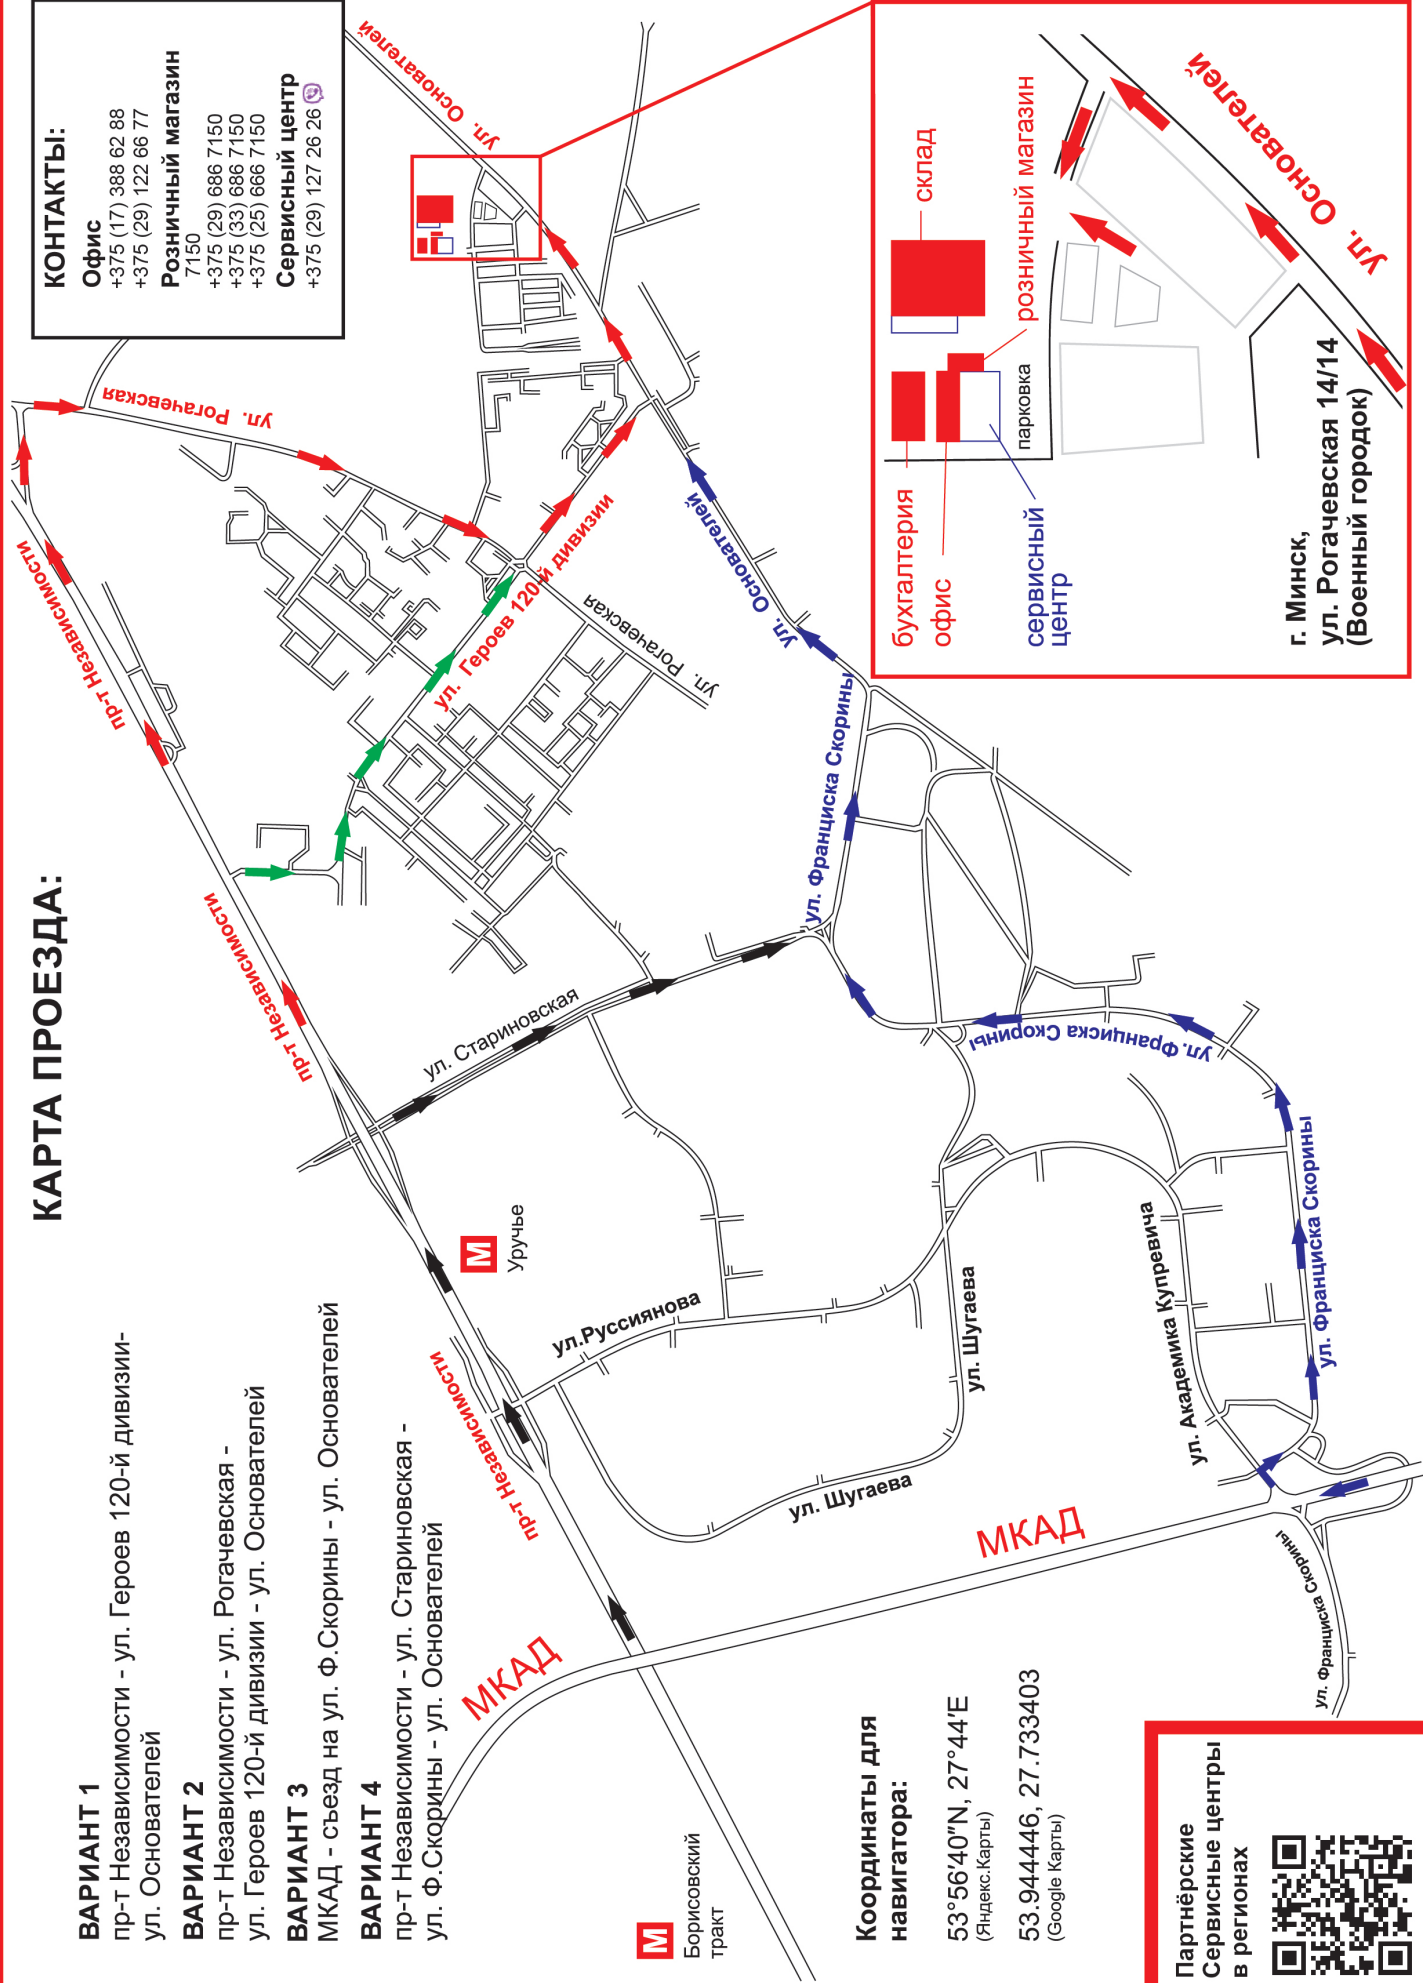 КАРТА ПРОЕЗДА:
ВАРИАНТ 1
пр-т Независимости - ул. Героев 120-й дивизии-
ул. Основателей
ВАРИАНТ 2
пр-т Независимости - ул. Рогачевская -
ул. Героев 120-й дивизии - ул. Основателей
ВАРИАНТ 3
МКАД - съезд на ул. Ф.Скорины - ул. Основателей
ВАРИАНТ 4
пр-т Независимости - ул. Стариновская -
ул. Ф.Скорины - ул. Основателей
КОНТАКТЫ:
Офис
+375 (17) 388 62 88
+375 (29) 122 66 77
Розничный магазин
7150
+375 (29) 686 7150
+375 (33) 686 7150
+375 (25) 666 7150
Сервисный центр
+375 (29) 127 26 26
пр-т Независимости
пр-т Независимости
пр-т Независимости
ул. Рогачевская
ул. Основателей
ул. Героев 120-й дивизии
ул. Рогачевская
ул. Стариновская
М
Уручье
ул.Руссиянова
ул. Основателей
ул. Франциска Скорины
ул. Франциска Скорины
ул. Франциска Скорины
ул. Франциска Скорины
ул. Шугаева
ул. Шугаева
ул. Академика Купревича
МКАД
МКАД
М
Борисовский
тракт
Координаты для
навигатора:
53°56'40"N, 27°44'E
(Яндекс.Карты)
53.944446, 27.733403
(Google Карты)
Партнёрские
Сервисные центры
в регионах
бухгалтерия
офис
склад
розничный магазин
парковка
сервисный
центр
ул. Основателей
г. Минск,
ул. Рогачевская 14/14
(Военный городок)